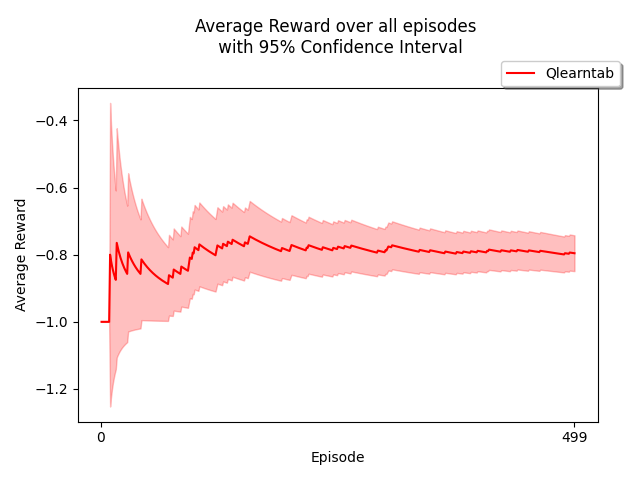 Average Reward over all episodes
with 95% Confidence Interval
Qlearntab
−0.4
−0.6
−0.8
−1.0
−1.2
Average Reward
0
499
Episode